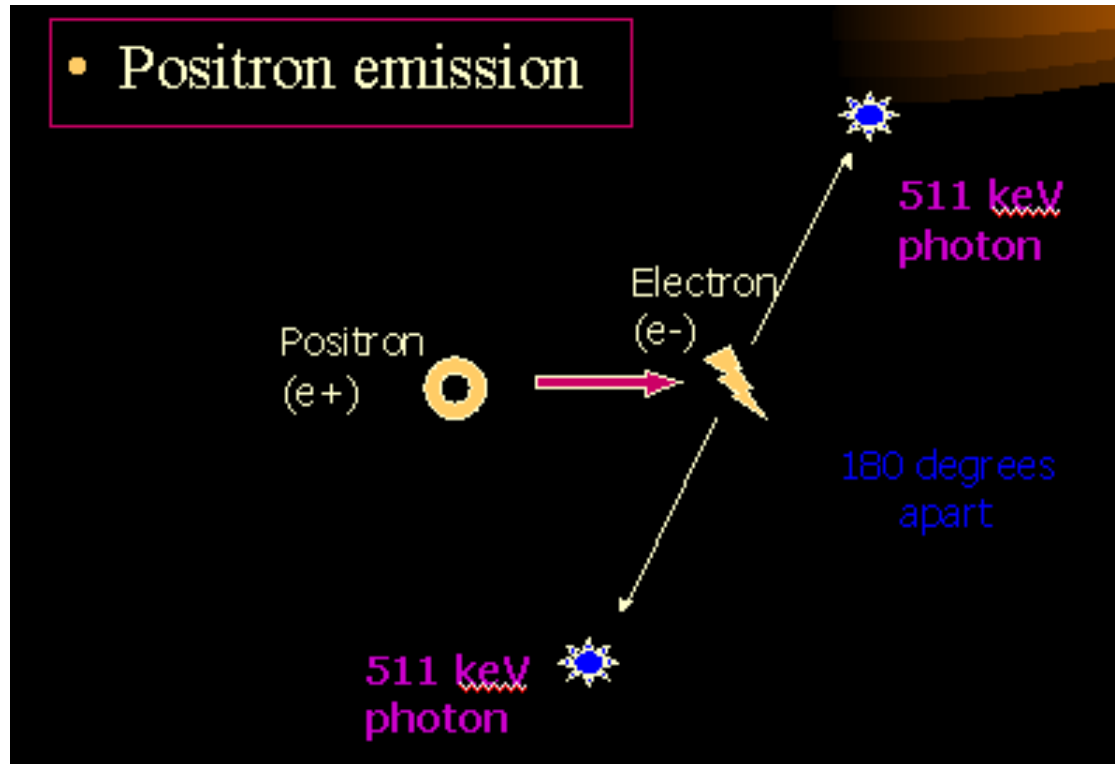 • Positron emission
511 keV
photon
Electron
(e-)
Positron
(e+)
180 degrees
apart
511 keV
photon